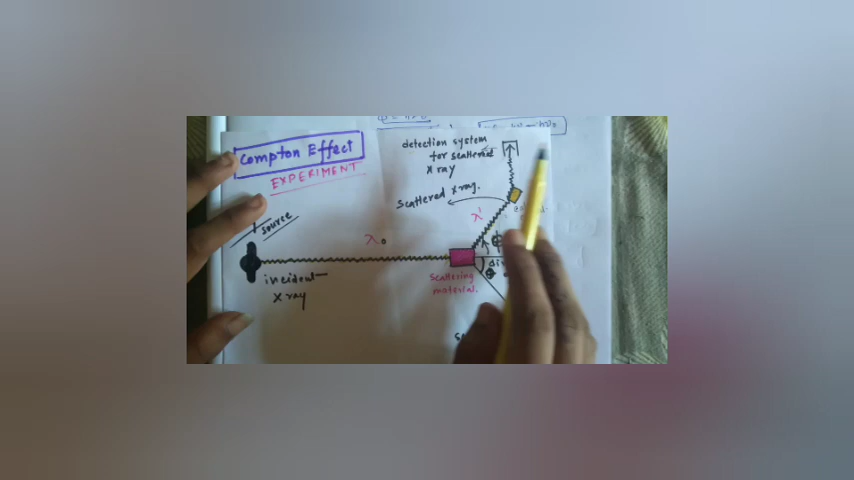 Compton Effect
EXPERIMENT
detection system
for scattered
X ray
Scattered X ray.
λ'
source
λ₀
incident
X ray
Scattering
material.